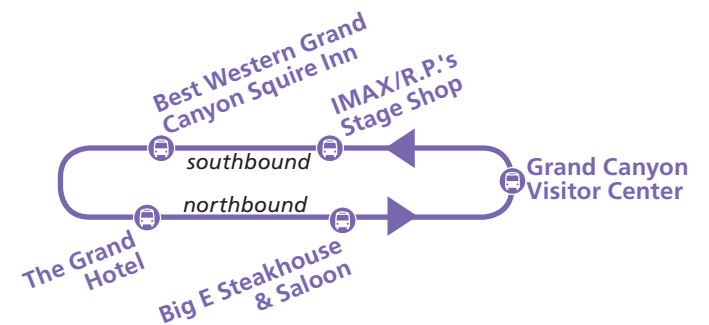 Best Western Grand
Canyon Squire Inn
IMAX/R.P.'s
Stage Shop
southbound
Grand Canyon
Visitor Center
northbound
The Grand
Hotel
Big E Steakhouse
& Saloon